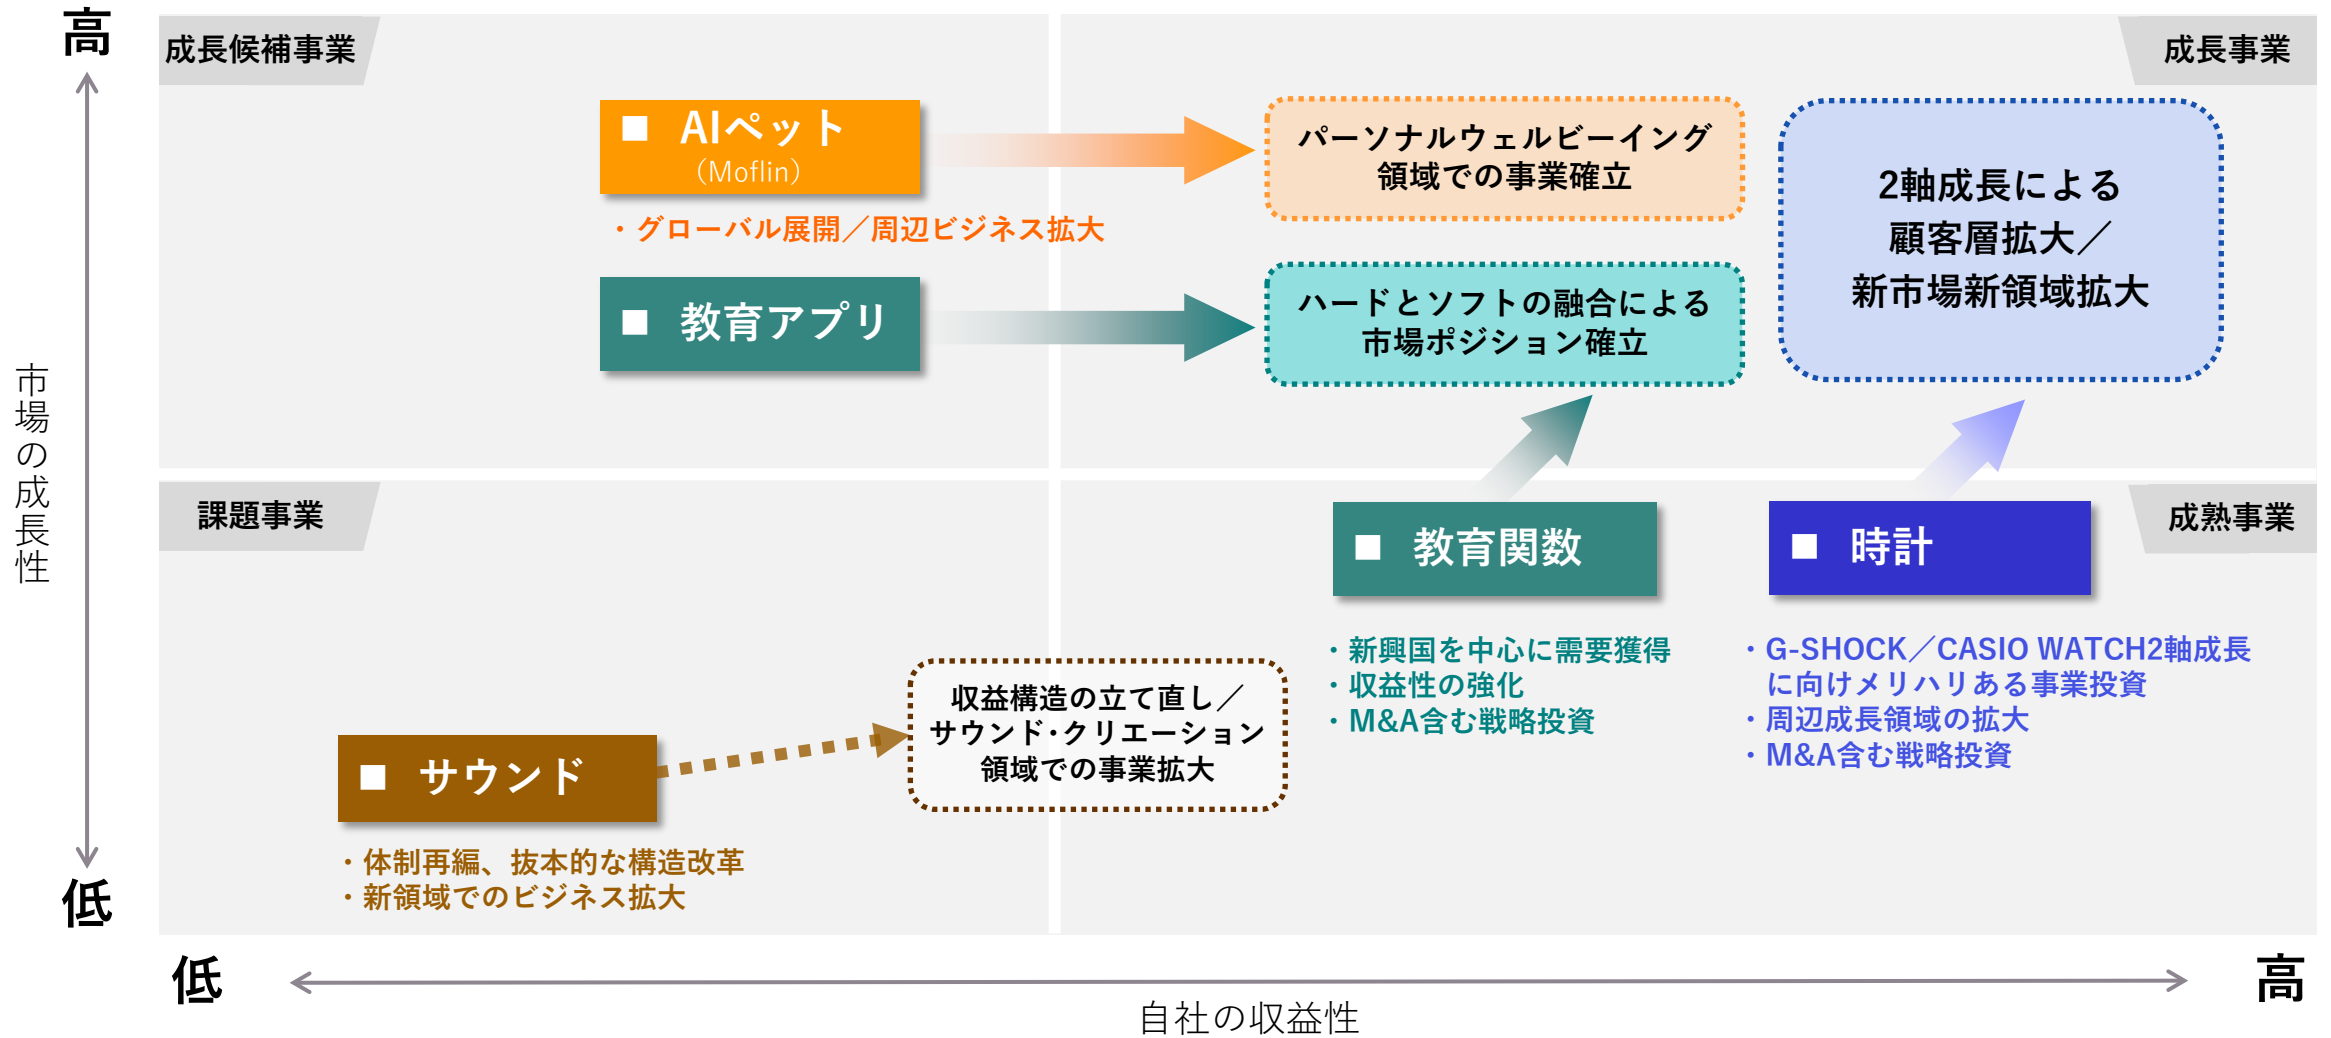 高
市場の成長性
低
成長候補事業
■ AIペット
（Moflin）
・グローバル展開／周辺ビジネス拡大
■ 教育アプリ
成長事業
パーソナルウェルビーイング
領域での事業確立
ハードとソフトの融合による
市場ポジション確立
2軸成長による
顧客層拡大／
新市場新領域拡大
課題事業
■ サウンド
・体制再編、抜本的な構造改革
・新領域でのビジネス拡大
収益構造の立て直し／
サウンド・クリエーション
領域での事業拡大
成熟事業
■ 教育関数
・新興国を中心に需要獲得
・収益性の強化
・M&A含む戦略投資
■ 時計
・G-SHOCK／CASIO WATCH2軸成長
に向けメリハリある事業投資
・周辺成長領域の拡大
・M&A含む戦略投資
低
自社の収益性
高